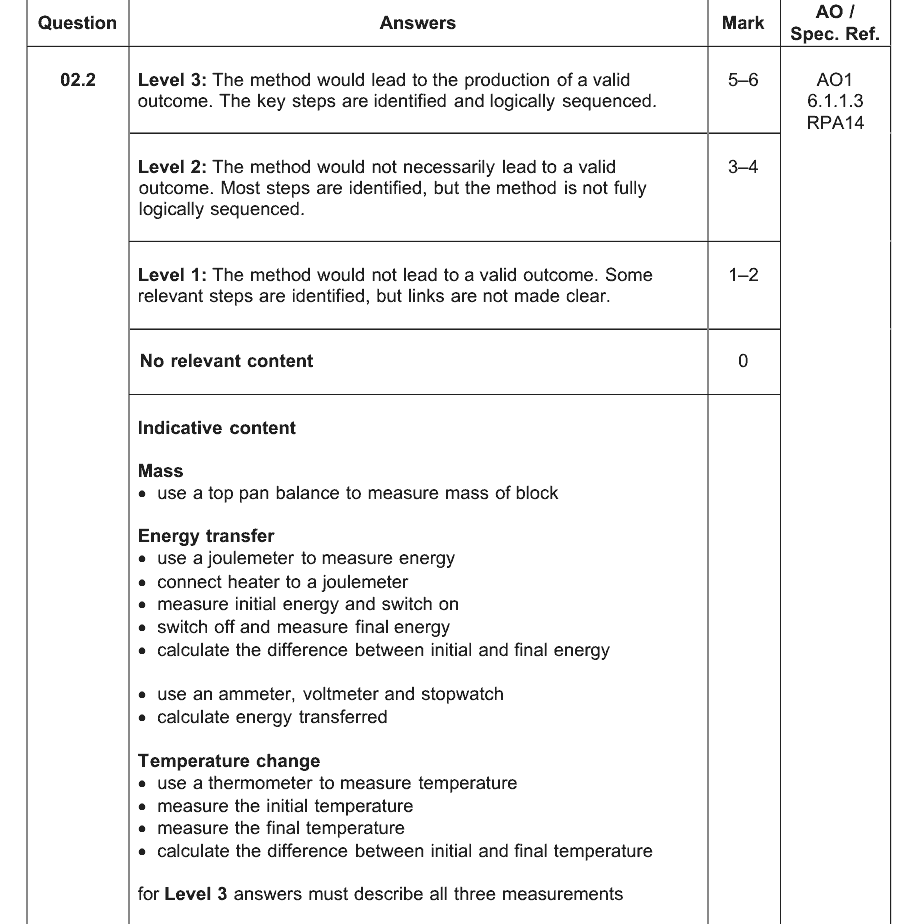 Question
Answers
Mark
AO /
Spec. Ref.
02.2
Level 3: The method would lead to the production of a valid
outcome. The key steps are identified and logically sequenced.
5–6
AO1
6.1.1.3
RPA14
Level 2: The method would not necessarily lead to a valid
outcome. Most steps are identified, but the method is not fully
logically sequenced.
3–4
Level 1: The method would not lead to a valid outcome. Some
relevant steps are identified, but links are not made clear.
1–2
No relevant content
0
Indicative content
Mass
• use a top pan balance to measure mass of block
Energy transfer
• use a joulemeter to measure energy
• connect heater to a joulemeter
• measure initial energy and switch on
• switch off and measure final energy
• calculate the difference between initial and final energy
• use an ammeter, voltmeter and stopwatch
• calculate energy transferred
Temperature change
• use a thermometer to measure temperature
• measure the initial temperature
• measure the final temperature
• calculate the difference between initial and final temperature
for Level 3 answers must describe all three measurements